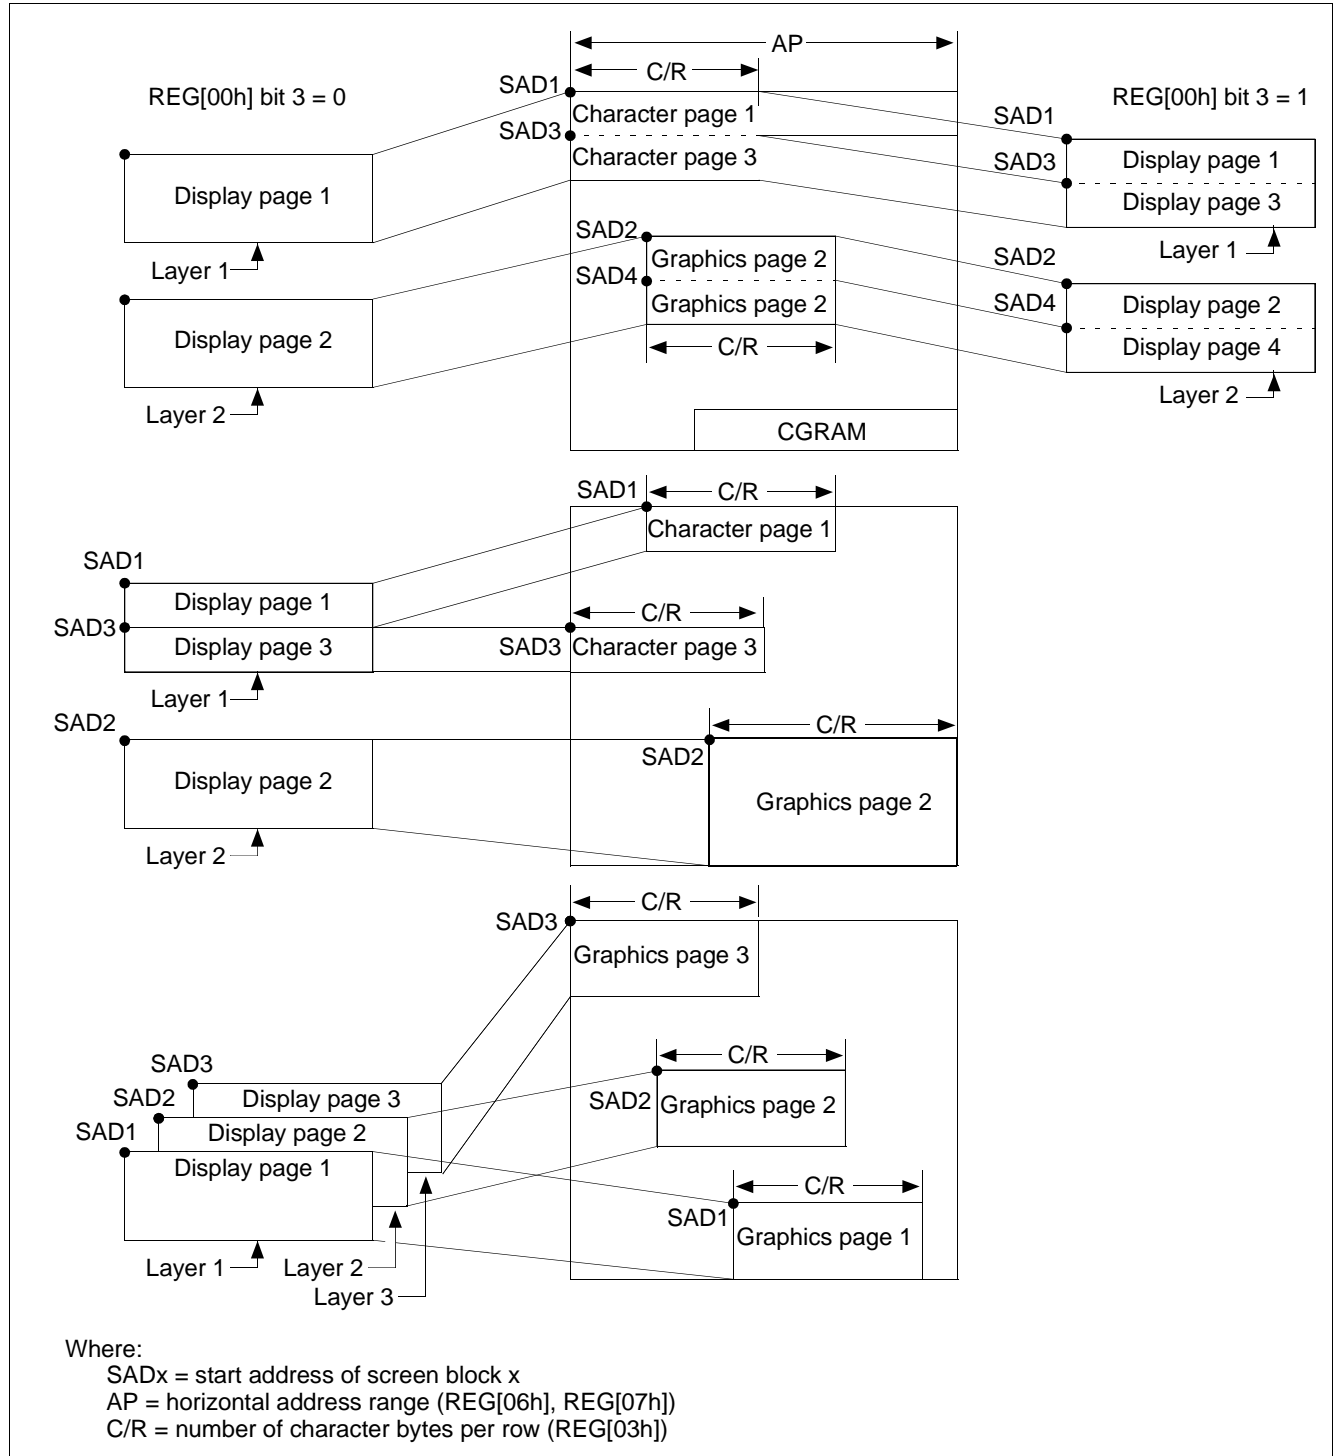 AP
C/R
REG[00h] bit 3 = 0
SAD1
REG[00h] bit 3 = 1
Character page 1
SAD1
SAD3
Character page 3
Display page 1
SAD3
Display page 1
Display page 3
SAD2
Layer 1
Graphics page 2
SAD2
Layer 1
SAD4
Graphics page 2
SAD4
Display page 2
Display page 2
C/R
Display page 4
Layer 2
Layer 2
CGRAM
SAD1
C/R
Character page 1
SAD1
Display page 1
C/R
SAD3
Display page 3
SAD3
Character page 3
Layer 1
SAD2
C/R
SAD2
Display page 2
Graphics page 2
Layer 2
C/R
SAD3
Graphics page 3
C/R
SAD3
SAD2
Display page 3
SAD2
Graphics page 2
SAD1
Display page 2
Display page 1
C/R
SAD1
Graphics page 1
Layer 1
Layer 2
Layer 3
Where:
SADx = start address of screen block x
AP = horizontal address range (REG[06h], REG[07h])
C/R = number of character bytes per row (REG[03h])